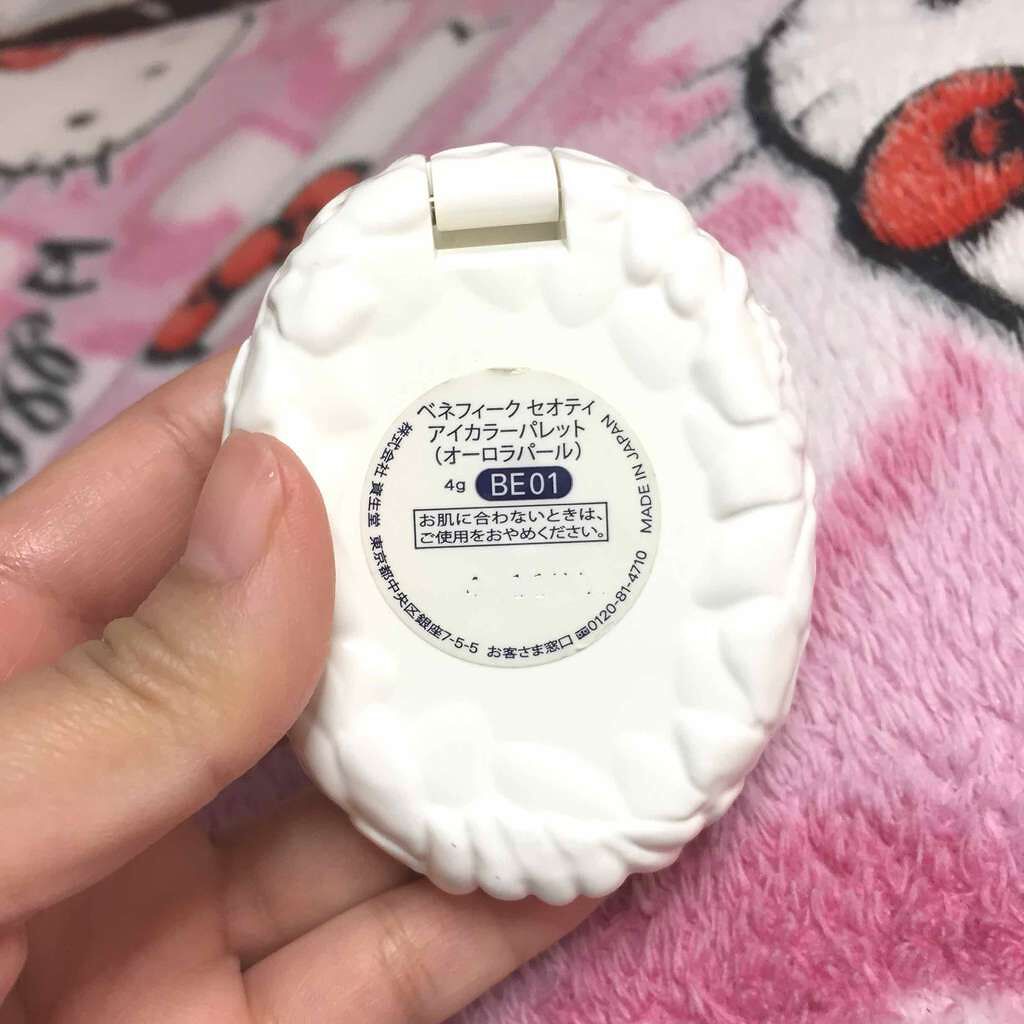 ベネフィーク セオティ
アイカラーパレット
(オーロラパール)
4g BE01
お肌に合わないときは、
ご使用をおやめください。
株式会社 資生堂 東京都中央区銀座7-5-5 お客さま窓口 0120-81-4710 MADE IN JAPAN
Hello